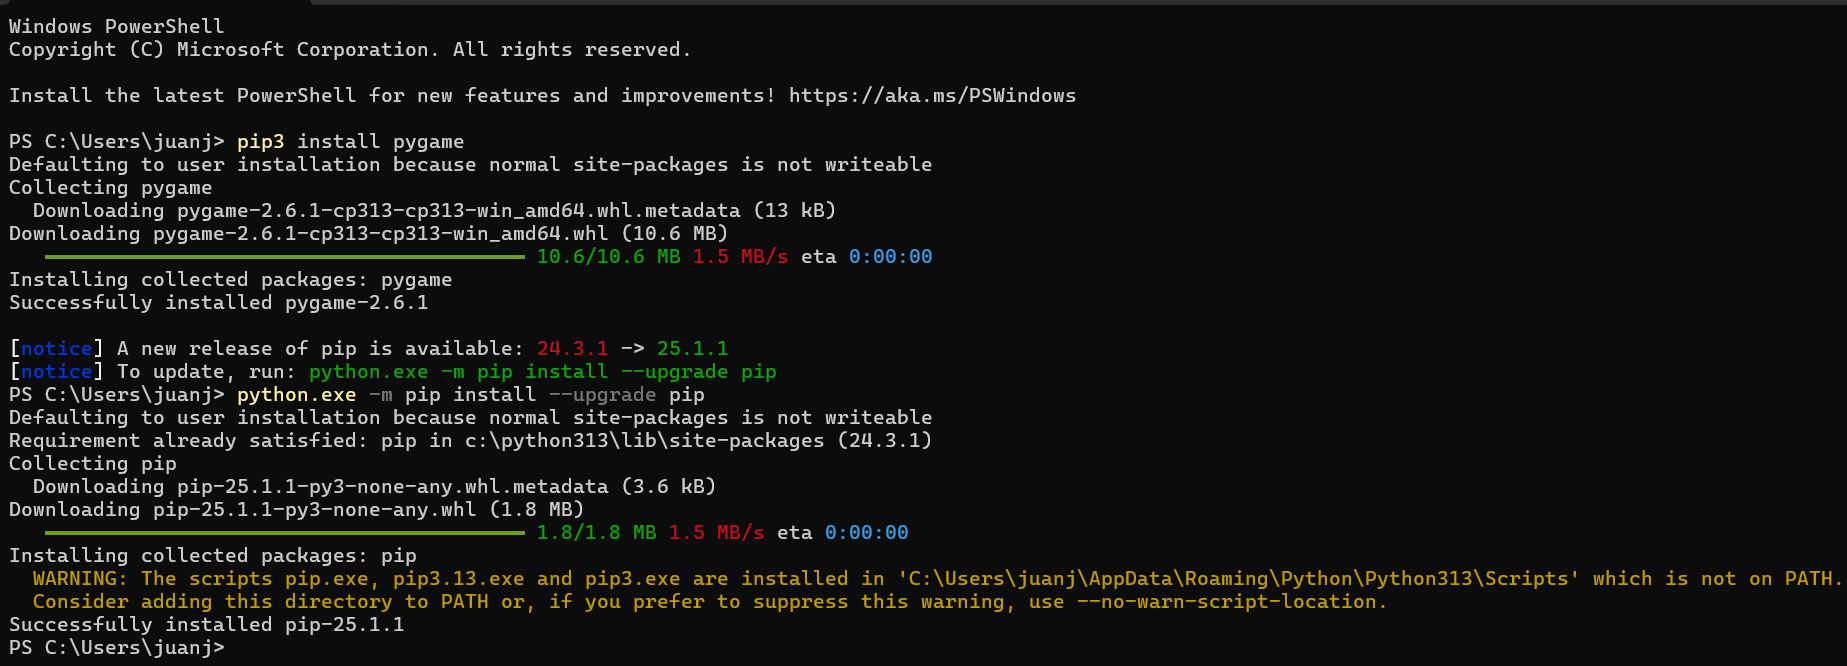 Windows PowerShell
Copyright (C) Microsoft Corporation. All rights reserved.
Install the latest PowerShell for new features and improvements! https://aka.ms/PSWindows
PS C:\Users\juanj> pip3 install pygame
Defaulting to user installation because normal site-packages is not writeable
Collecting pygame
  Downloading pygame-2.6.1-cp313-cp313-win_amd64.whl.metadata (13 kB)
Downloading pygame-2.6.1-cp313-cp313-win_amd64.whl (10.6 MB)
10.6/10.6 MB 1.5 MB/s eta 0:00:00
Installing collected packages: pygame
Successfully installed pygame-2.6.1
[notice] A new release of pip is available: 24.3.1 -> 25.1.1
[notice] To update, run: python.exe -m pip install --upgrade pip
PS C:\Users\juanj> python.exe -m pip install --upgrade pip
Defaulting to user installation because normal site-packages is not writeable
Requirement already satisfied: pip in c:\python313\lib\site-packages (24.3.1)
Collecting pip
  Downloading pip-25.1.1-py3-none-any.whl.metadata (3.6 kB)
Downloading pip-25.1.1-py3-none-any.whl (1.8 MB)
1.8/1.8 MB 1.5 MB/s eta 0:00:00
Installing collected packages: pip
  WARNING: The scripts pip.exe, pip3.13.exe and pip3.exe are installed in 'C:\Users\juanj\AppData\Roaming\Python\Python313\Scripts' which is not on PATH.
  Consider adding this directory to PATH or, if you prefer to suppress this warning, use --no-warn-script-location.
Successfully installed pip-25.1.1
PS C:\Users\juanj>